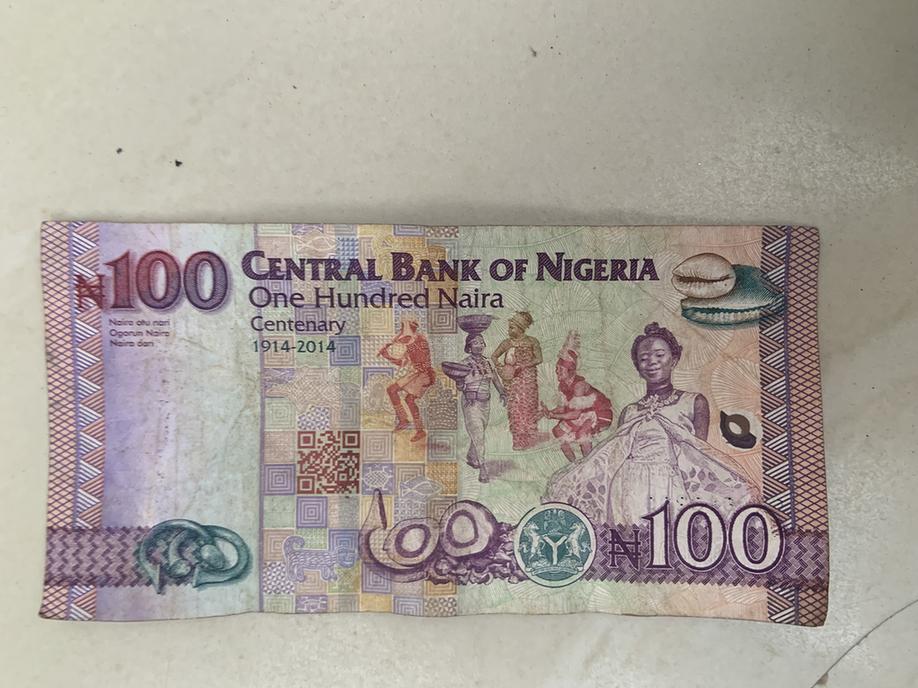 ₦100
CENTRAL BANK OF NIGERIA
One Hundred Naira
Centenary
1914-2014
Naira otu nari
Ogorun Naira
Naira dari
100
₦100